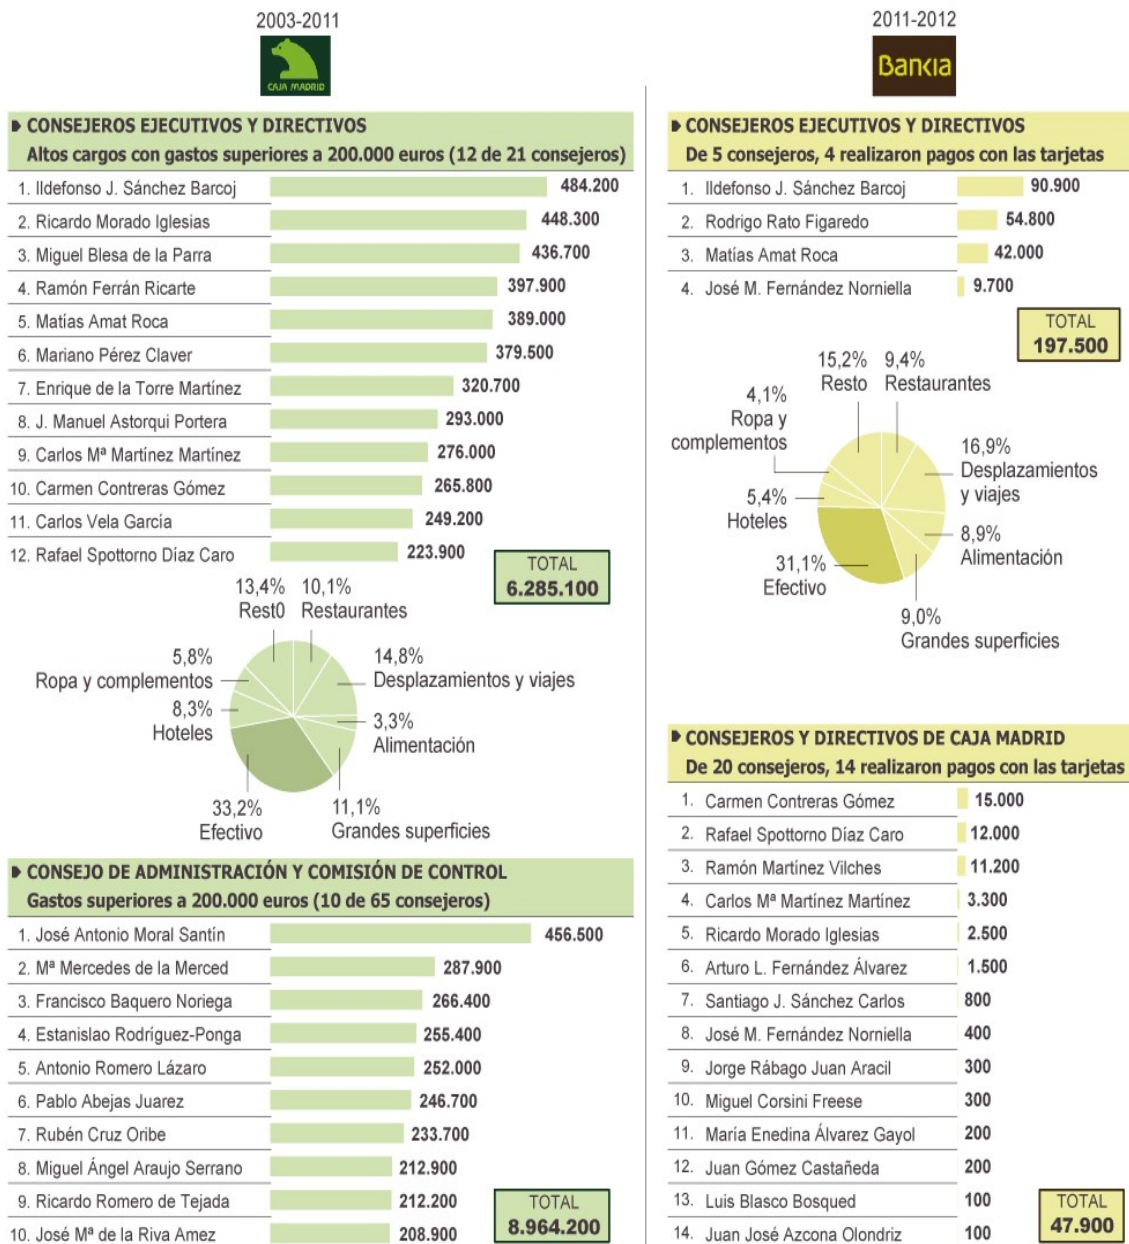 2003-2011
CAJA MADRID
CONSEJEROS EJECUTIVOS Y DIRECTIVOS
Altos cargos con gastos superiores a 200.000 euros (12 de 21 consejeros)
1. Ildefonso J. Sánchez Barcoj 484.200
2. Ricardo Morado Iglesias 448.300
3. Miguel Blesa de la Parra 436.700
4. Ramón Ferrán Ricarte 397.900
5. Matías Amat Roca 389.000
6. Mariano Pérez Claver 379.500
7. Enrique de la Torre Martínez 320.700
8. J. Manuel Astorqui Portera 293.000
9. Carlos Mª Martínez Martínez 276.000
10. Carmen Contreras Gómez 265.800
11. Carlos Vela García 249.200
12. Rafael Spottorno Díaz Caro 223.900
TOTAL
6.285.100
13,4%
Rest0
10,1%
Restaurantes
5,8%
Ropa y complementos
14,8%
Desplazamientos y viajes
8,3%
Hoteles
3,3%
Alimentación
33,2%
Efectivo
11,1%
Grandes superficies
CONSEJO DE ADMINISTRACIÓN Y COMISIÓN DE CONTROL
Gastos superiores a 200.000 euros (10 de 65 consejeros)
1. José Antonio Moral Santín 456.500
2. Mª Mercedes de la Merced 287.900
3. Francisco Baquero Noriega 266.400
4. Estanislao Rodríguez-Ponga 255.400
5. Antonio Romero Lázaro 252.000
6. Pablo Abejas Juarez 246.700
7. Rubén Cruz Oribe 233.700
8. Miguel Ángel Araujo Serrano 212.900
9. Ricardo Romero de Tejada 212.200
10. José Mª de la Riva Amez 208.900
TOTAL
8.964.200
2011-2012
Bankia
CONSEJEROS EJECUTIVOS Y DIRECTIVOS
De 5 consejeros, 4 realizaron pagos con las tarjetas
1. Ildefonso J. Sánchez Barcoj 90.900
2. Rodrigo Rato Figaredo 54.800
3. Matías Amat Roca 42.000
4. José M. Fernández Norniella 9.700
TOTAL
197.500
15,2%
Resto
9,4%
Restaurantes
4,1%
Ropa y
complementos
16,9%
Desplazamientos
y viajes
5,4%
Hoteles
8,9%
Alimentación
31,1%
Efectivo
9,0%
Grandes superficies
CONSEJEROS Y DIRECTIVOS DE CAJA MADRID
De 20 consejeros, 14 realizaron pagos con las tarjetas
1. Carmen Contreras Gómez 15.000
2. Rafael Spottorno Díaz Caro 12.000
3. Ramón Martínez Vilches 11.200
4. Carlos Mª Martínez Martínez 3.300
5. Ricardo Morado Iglesias 2.500
6. Arturo L. Fernández Álvarez 1.500
7. Santiago J. Sánchez Carlos 800
8. José M. Fernández Norniella 400
9. Jorge Rábago Juan Aracil 300
10. Miguel Corsini Freese 300
11. María Enedina Álvarez Gayol 200
12. Juan Gómez Castañeda 200
13. Luis Blasco Bosqued 100
14. Juan José Azcona Olondriz 100
TOTAL
47.900